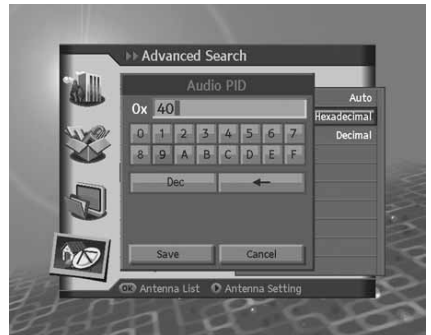 Advanced Search
Audio PID
0x 40
Auto
Hexadecimal
Decimal
0 1 2 3 4 5 6 7
8 9 A B C D E F
Dec
Save Cancel
OK Antenna List Antenna Setting